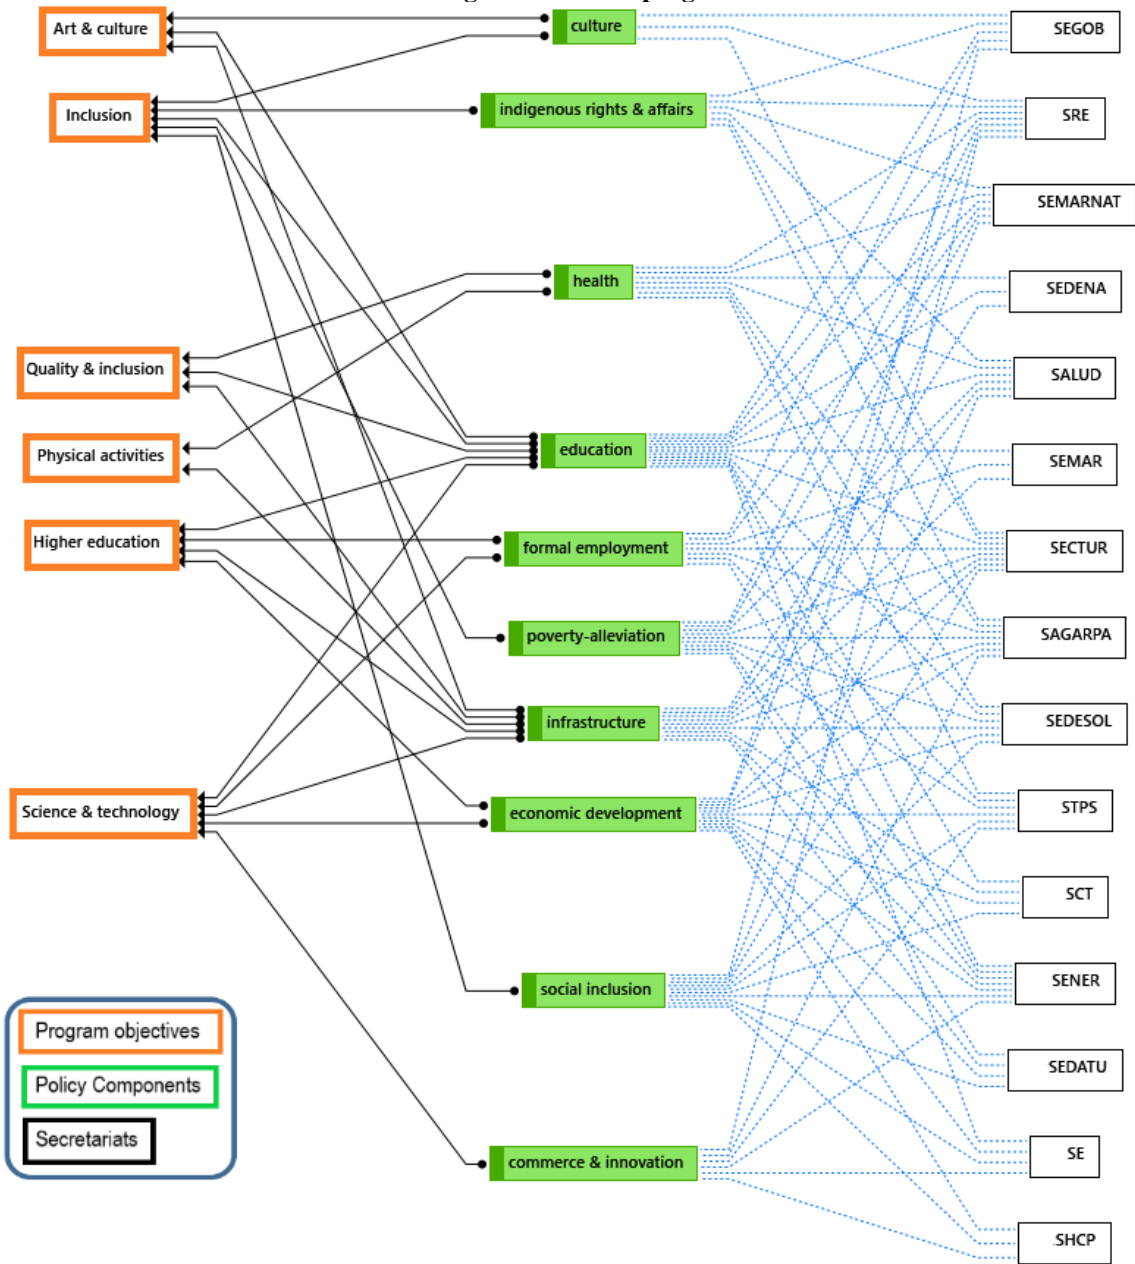 Art & culture
culture
SEGOB
Inclusion
indigenous rights & affairs
SRE
SEMARNAT
health
SEDENA
Quality & inclusion
SALUD
Physical activities
education
SEMAR
Higher education
formal employment
SECTUR
poverty-alleviation
SAGARPA
infrastructure
SEDESOL
Science & technology
economic development
STPS
SCT
social inclusion
SENER
Program objectives
Policy Components
SEDATU
Secretariats
commerce & innovation
SE
SHCP